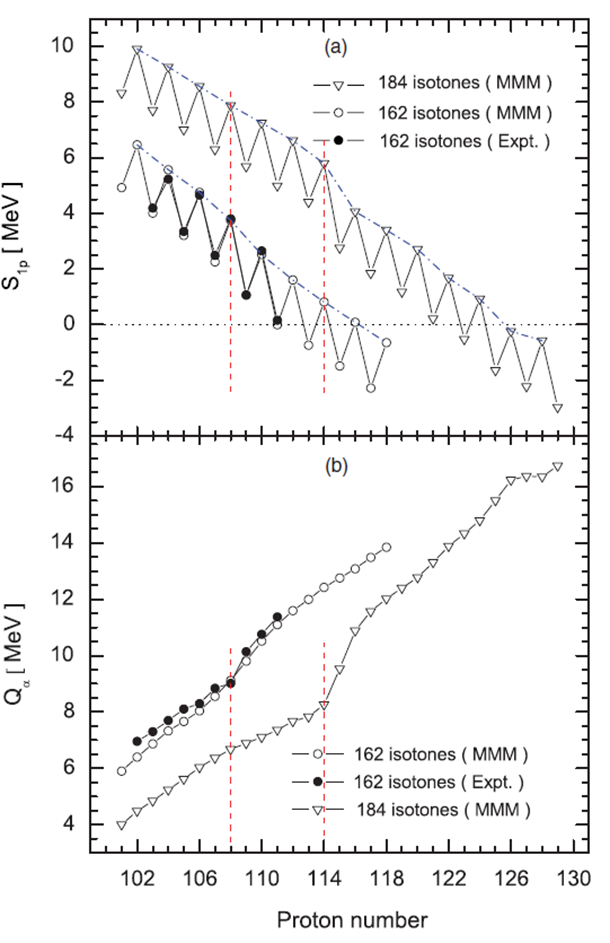 (a)
184 isotones ( MMM )
162 isotones ( MMM )
162 isotones ( Expt. )
S1p [ MeV ]
10
8
6
4
2
0
-2
-4
(b)
162 isotones ( MMM )
162 isotones ( Expt. )
184 isotones ( MMM )
Qα [ MeV ]
16
14
12
10
8
6
4
102 106 110 114 118 122 126 130
Proton number